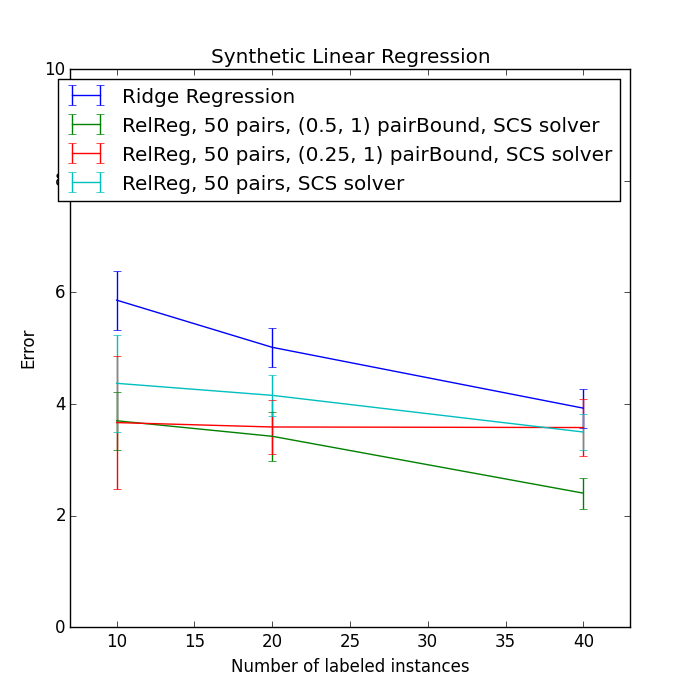 Synthetic Linear Regression
10
Ridge Regression
RelReg, 50 pairs, (0.5, 1) pairBound, SCS solver
RelReg, 50 pairs, (0.25, 1) pairBound, SCS solver
RelReg, 50 pairs, SCS solver
6
4
2
0
Error
10 15 20 25 30 35 40
Number of labeled instances